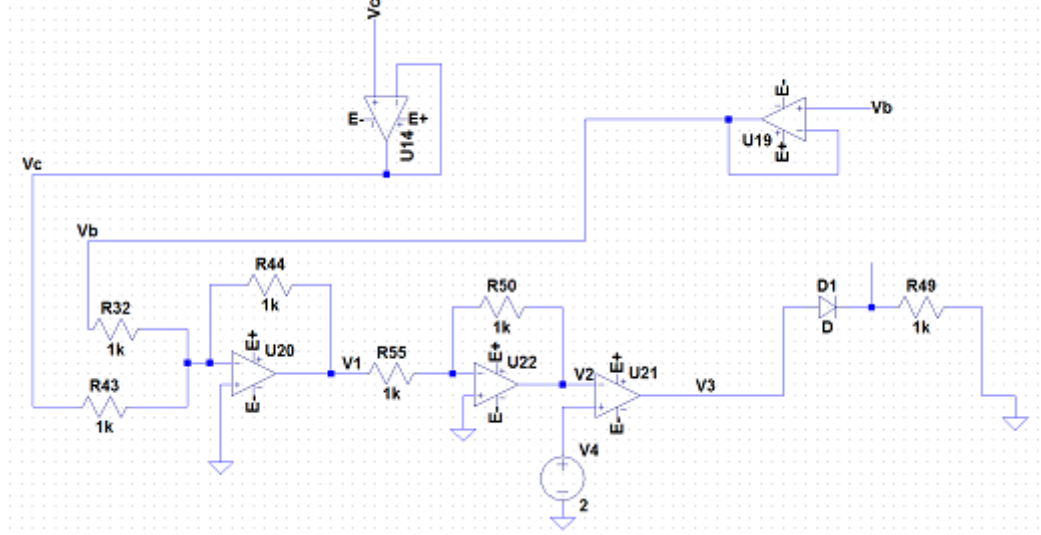 Vc
E-
E+
U14
E-
Vb
U19
E+
Vc
Vb
R44
1k
R32
1k
E+
U20
E-
R43
1k
V1
R55
1k
R50
1k
E+
U22
E-
V2
E+
U21
E-
V3
V4
2
D1
D
R49
1k